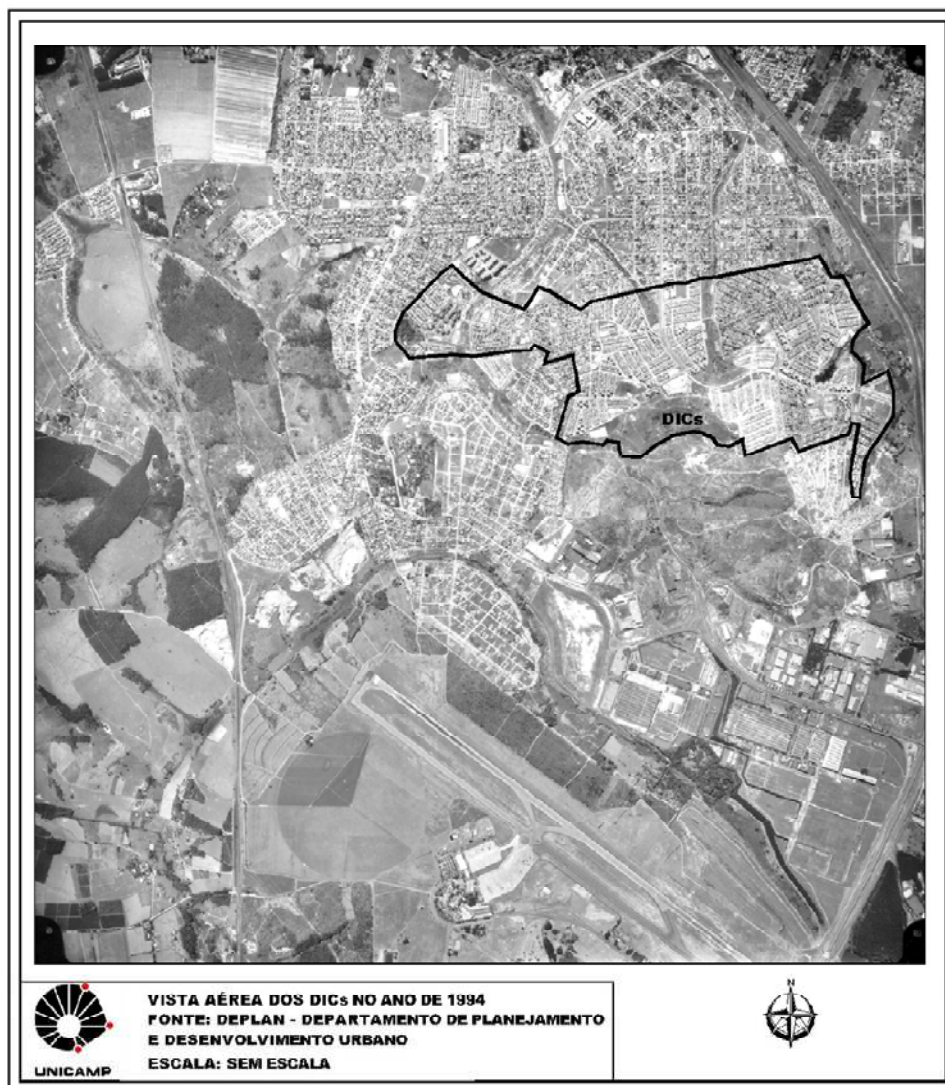 DICs
VISTA AÉREA DOS DICs NO ANO DE 1994
FONTE: DEPLAN - DEPARTAMENTO DE PLANEJAMENTO
E DESENVOLVIMENTO URBANO
ESCALA: SEM ESCALA
UNICAMP
N